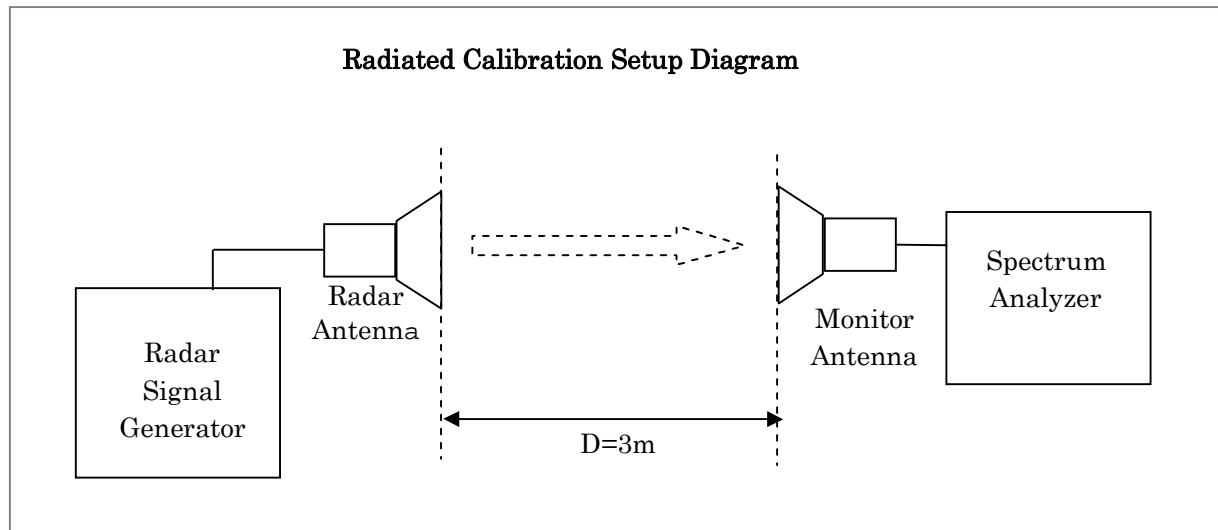 Radiated Calibration Setup Diagram
Radar
Antenna
Radar
Signal
Generator
D=3m
Monitor
Antenna
Spectrum
Analyzer